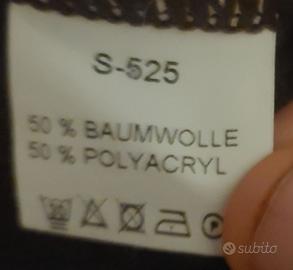 S-525
50 % BAUMWOLLE
50 % POLYACRYL
P
subito